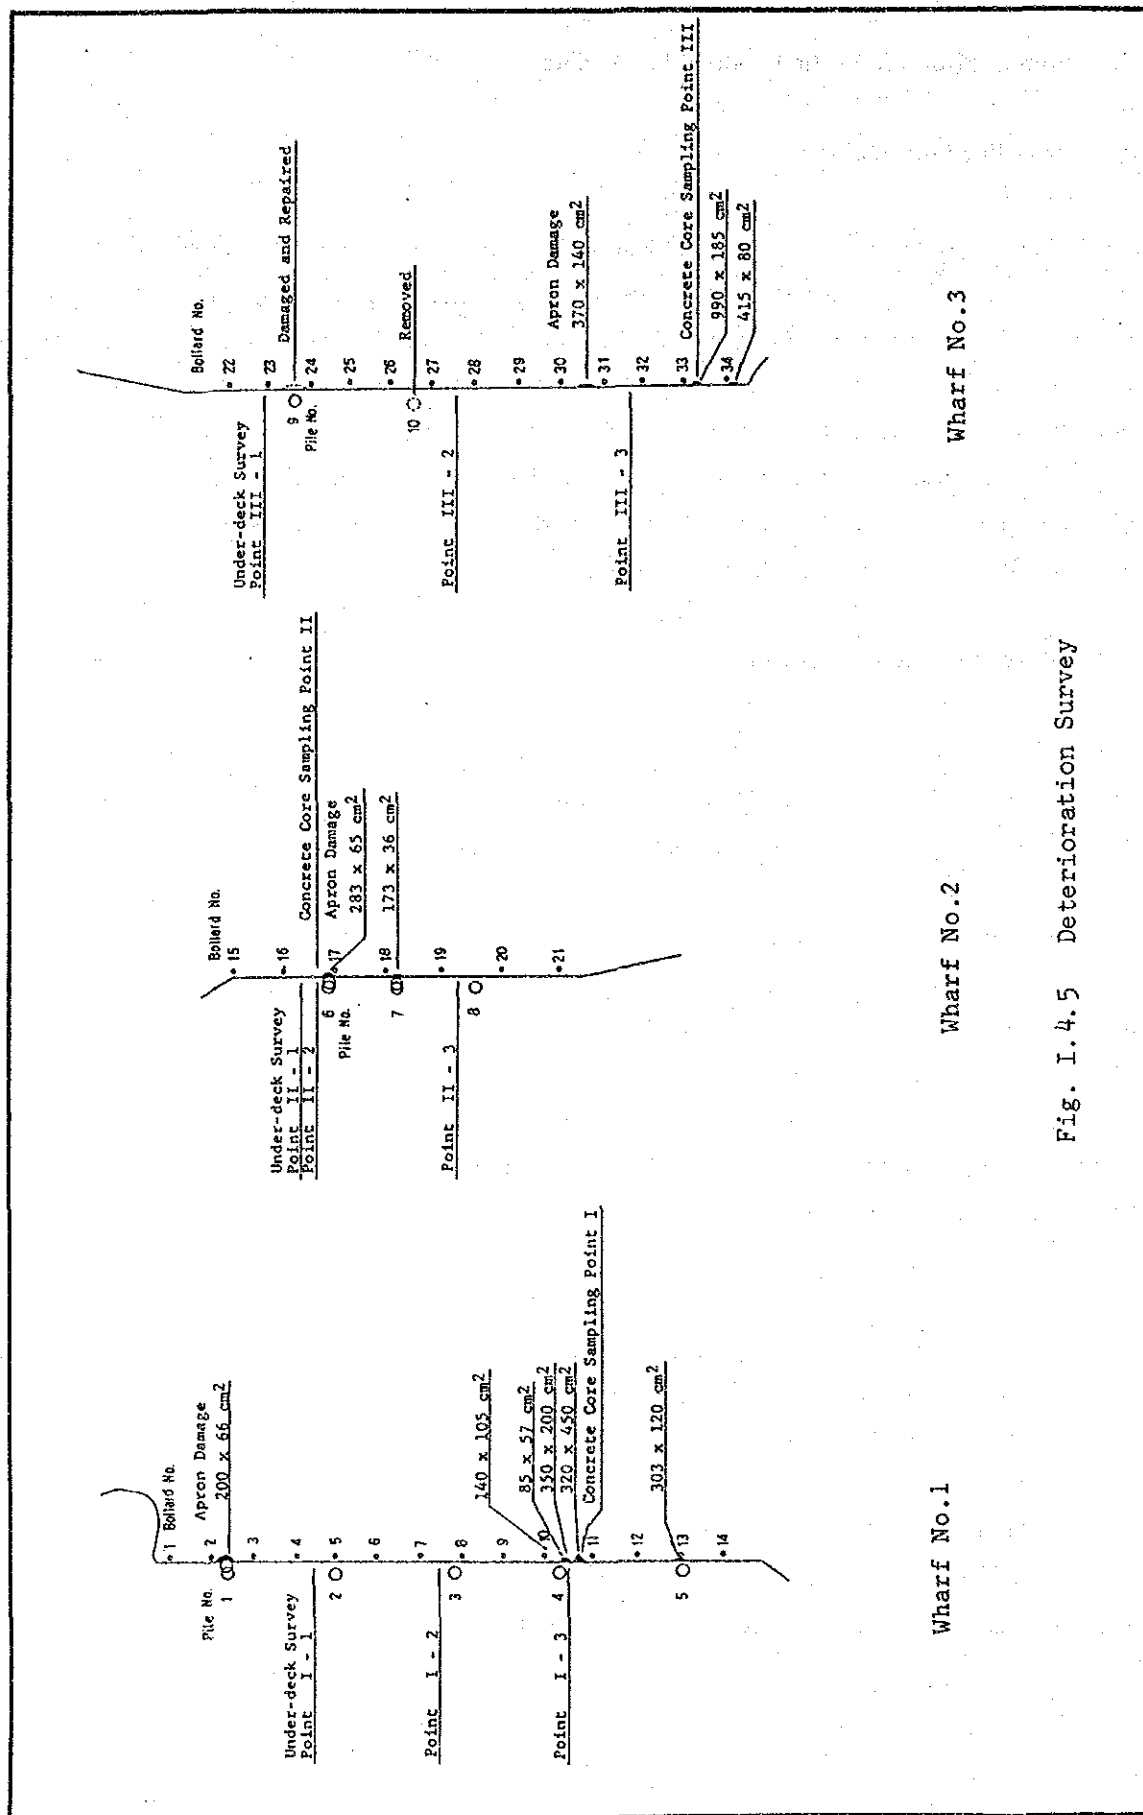 Pile No.
1 Bollard No.
Apron Damage
200 x 66 cm2
1
2
3
4
5
6
7
8
9
10
11
12
13
14
Under-deck Survey
Point I - 1
2
Point I - 2
3
Point I - 3
4
5
140 x 105 cm2
85 x 57 cm2
350 x 200 cm2
320 x 450 cm2
Concrete Core Sampling Point I
303 x 120 cm2
Wharf No.1
Bollard No.
15
16
17
18
19
20
21
Under-deck Survey
Point II - 1
Point II - 2
Concrete Core Sampling Point II
6
Pile No.
Apron Damage
283 x 65 cm2
173 x 36 cm2
7
Point II - 3
8
Wharf No.2
Bollard No.
22
23
24
25
26
27
28
29
30
31
32
33
34
Under-deck Survey
Point III - 1
9
Pile No.
Damaged and Repaired
10
Removed
Point III - 2
Apron Damage
370 x 140 cm2
Point III - 3
Concrete Core Sampling Point III
990 x 185 cm2
415 x 80 cm2
Wharf No.3
Fig. I.4.5 Deterioration Survey